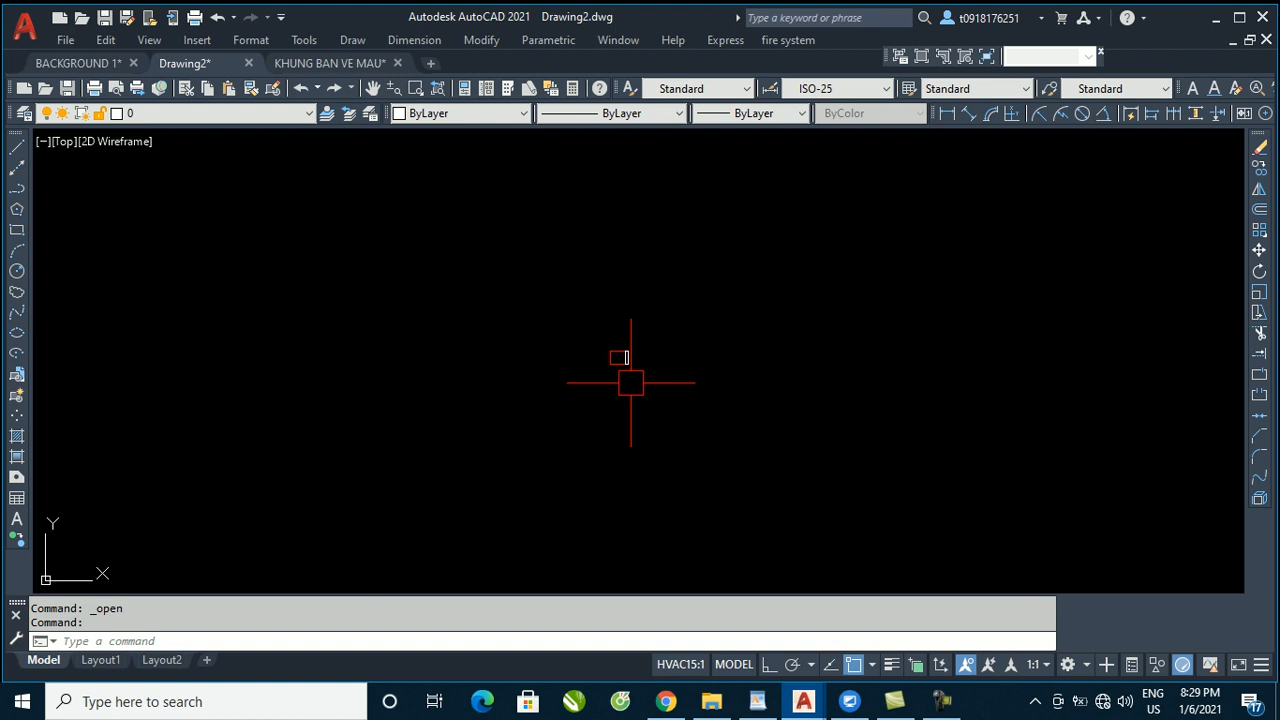 Autodesk AutoCAD 2021 Drawing2.dwg
Type a keyword or phrase
t0918176251
File Edit View Insert Format Tools Draw Dimension Modify Parametric Window Help Express fire system
BACKGROUND 1*
Drawing2*
KHUNG BAN VE MAU*
Standard
ISO-25
Standard
Standard
0
ByLayer
ByLayer
ByLayer
ByColor
[−][Top][2D Wireframe]
Y
X
Command: _open
Command:
Type a command
Model
Layout1
Layout2
HVAC15:1
MODEL
1:1
Type here to search
ENG
US
8:29 PM
1/6/2021
17